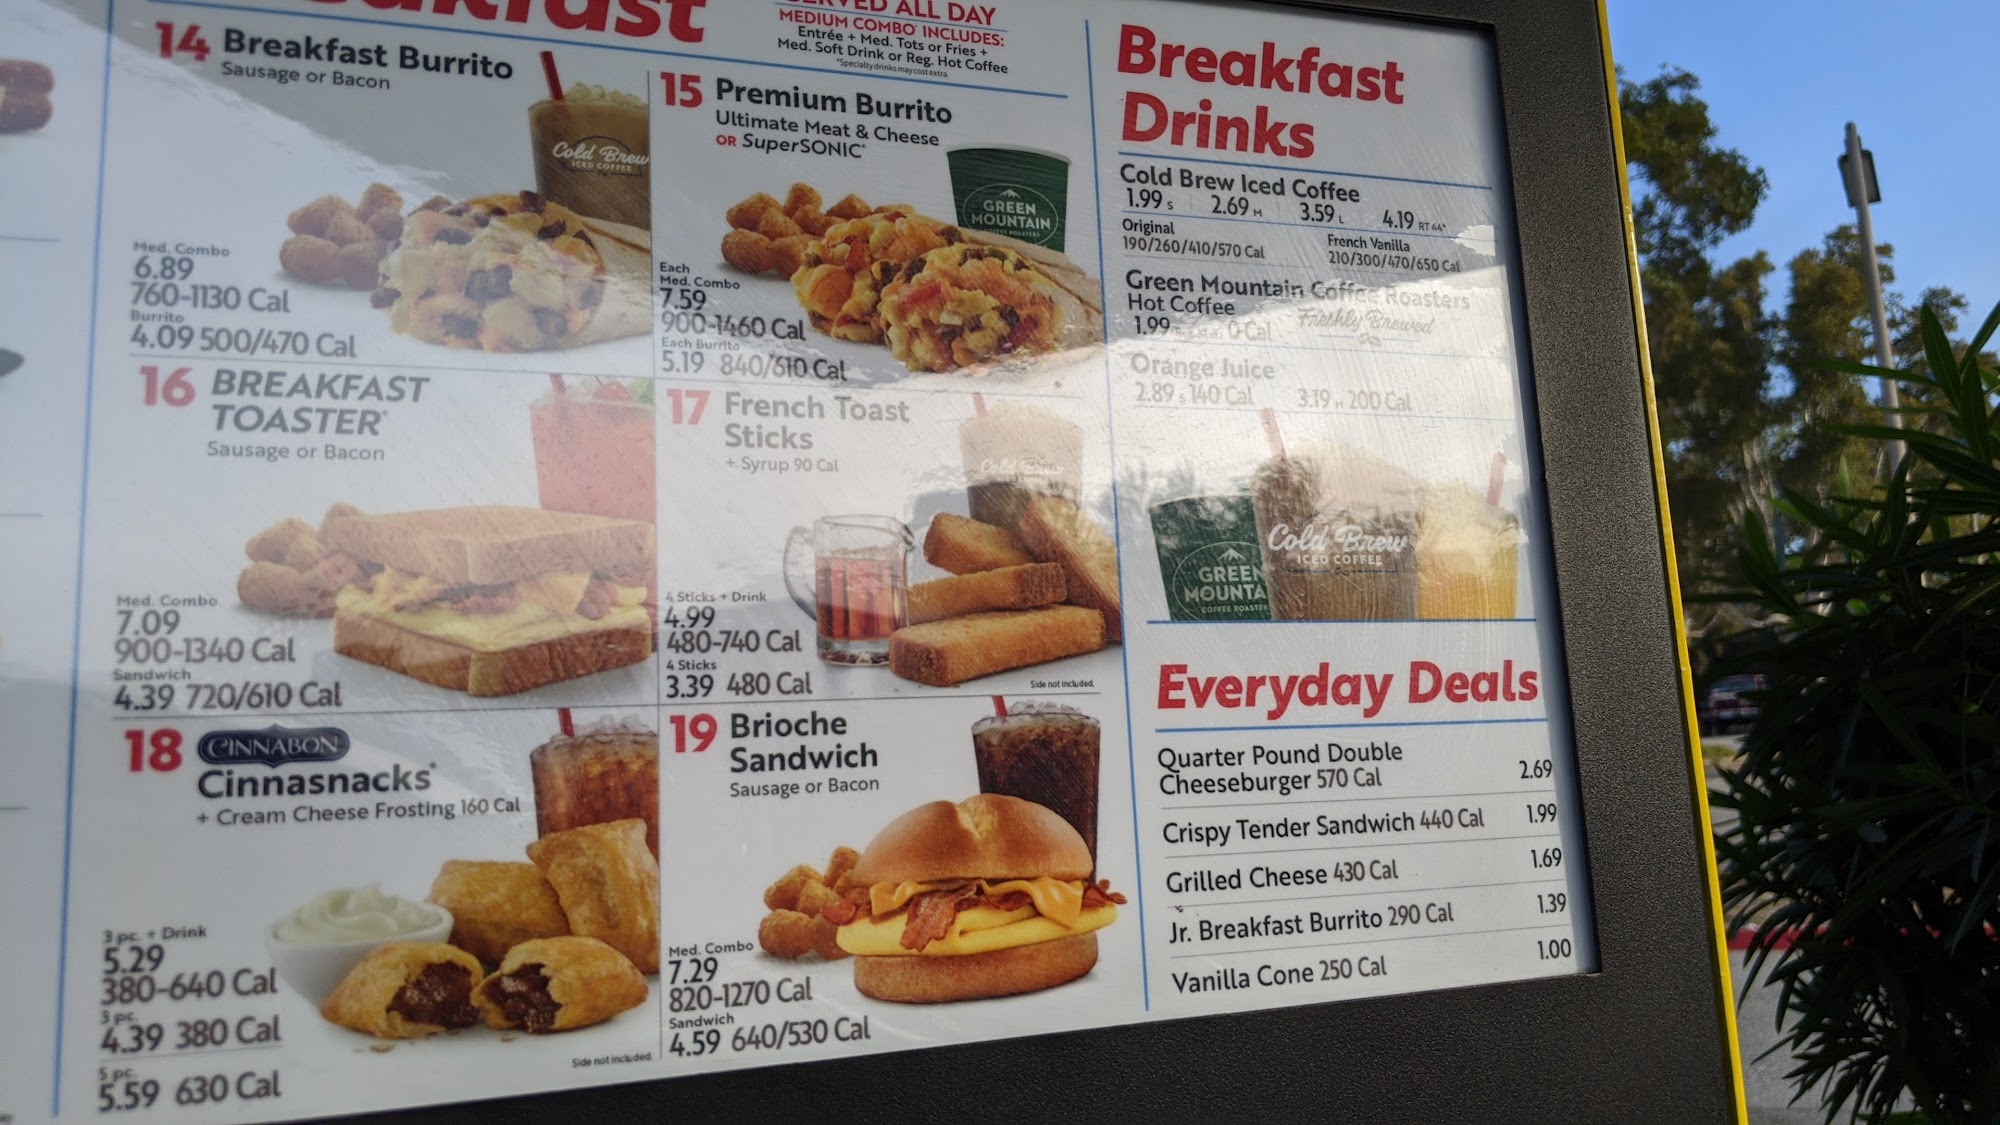 Breakfast
SERVED ALL DAY
MEDIUM COMBO INCLUDES:
Entrée + Med. Tots or Fries +
Med. Soft Drink or Reg. Hot Coffee
*Specialty drinks may cost extra.
14 Breakfast Burrito
Sausage or Bacon
Cold Brew
ICED COFFEE
Med. Combo
6.89
760-1130 Cal
Burrito
4.09 500/470 Cal
15 Premium Burrito
Ultimate Meat & Cheese
OR SuperSONIC®
GREEN
MOUNTAIN
COFFEE ROASTERS
Each
Med. Combo
7.59
900-1460 Cal
Each Burrito
5.19 840/610 Cal
16 BREAKFAST
TOASTER®
Sausage or Bacon
Med. Combo
7.09
900-1340 Cal
Sandwich
4.39 720/610 Cal
17 French Toast
Sticks
+ Syrup 90 Cal
Cold Brew
4 Sticks + Drink
4.99
480-740 Cal
4 Sticks
3.39 480 Cal
Side not included.
18 CINNABON
Cinnasnacks®
+ Cream Cheese Frosting 160 Cal
3 pc. + Drink
5.29
380-640 Cal
3 pc.
4.39 380 Cal
5 pc.
5.59 630 Cal
Side not included.
19 Brioche
Sandwich
Sausage or Bacon
Med. Combo
7.29
820-1270 Cal
Sandwich
4.59 640/530 Cal
Breakfast
Drinks
Cold Brew Iced Coffee
1.99 S 2.69 M 3.59 L 4.19 RT 44®
Original
190/260/410/570 Cal
French Vanilla
210/300/470/650 Cal
Green Mountain Coffee Roasters®
Hot Coffee
1.99 0 Cal
Freshly Brewed
Orange Juice
2.89 S 140 Cal 3.19 M 200 Cal
GREEN
MOUNTA
COFFEE ROASTER
Cold Brew
ICED COFFEE
Everyday Deals
Quarter Pound Double
Cheeseburger 570 Cal 2.69
Crispy Tender Sandwich 440 Cal 1.99
Grilled Cheese 430 Cal 1.69
Jr. Breakfast Burrito 290 Cal 1.39
Vanilla Cone 250 Cal 1.00